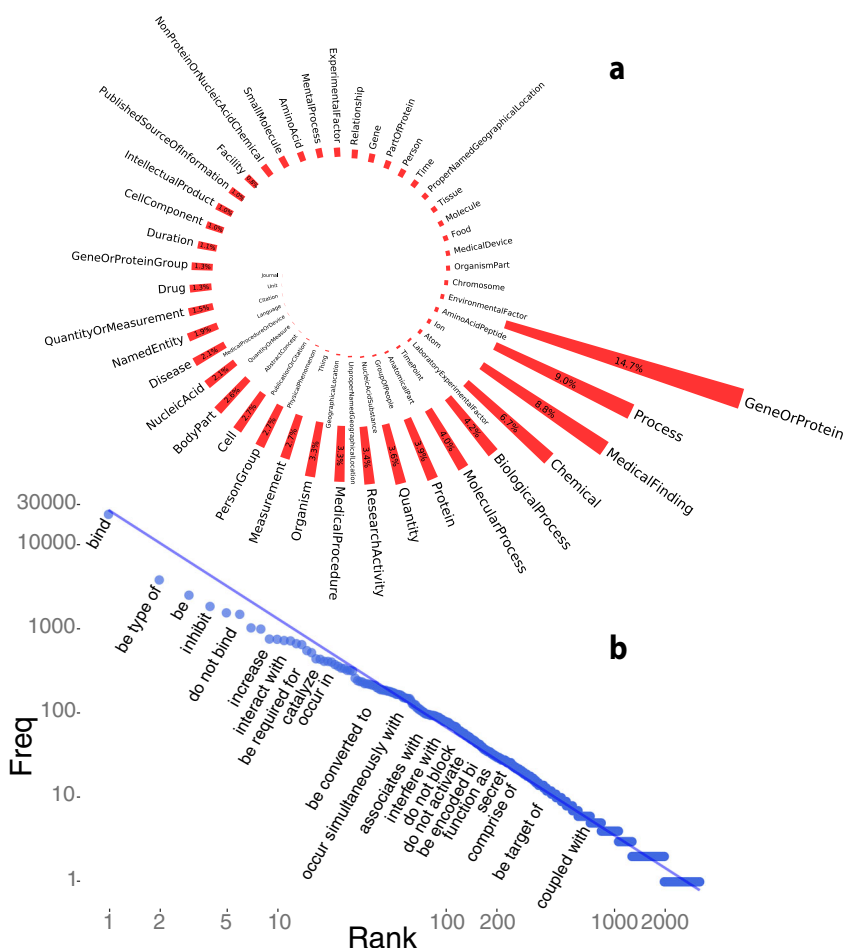 a
GeneOrProtein
14.7%
Process
9.0%
MedicalFinding
8.8%
Chemical
6.7%
BiologicalProcess
4.2%
MolecularProcess
4.0%
Protein
3.9%
Quantity
3.6%
ResearchActivity
3.4%
MedicalProcedure
3.3%
Organism
3.3%
Measurement
2.7%
PersonGroup
2.7%
Cell
2.7%
BodyPart
2.6%
NucleicAcid
2.1%
Disease
2.1%
NamedEntity
1.9%
QuantityOrMeasurement
1.5%
Drug
1.3%
GeneOrProteinGroup
1.3%
Duration
1.1%
CellComponent
1.0%
IntellectualProduct
1.0%
PublishedSourceOfInformation
1.0%
Facility
NonProteinOrNucleicAcidChemical
SmallMolecule
AminoAcid
MentalProcess
ExperimentalFactor
Relationship
Gene
PartOfProtein
Person
Time
ProperNamedGeographicalLocation
Tissue
Molecule
Food
MedicalDevice
OrganismPart
Chromosome
EnvironmentalFactor
AminoAcidPeptide
Ion
Atom
LaboratoryExperimentalFactor
TimePoint
AnatomicalPart
GroupOfPeople
NucleicAcidSubstance
UnproperNamedGeographicalLocation
GeographicalLocation
Thing
PhysicalPhenomenon
PublicationOrCitation
AbstractConcept
QuantityOrMeasure
MedicalProcedureOrDevice
Language
Citation
Unit
Journal
b
Freq
30000
10000
1000
100
10
1
bind
be type of
be
inhibit
do not bind
increase
interact with
be required for
catalyze
occur in
be converted to
occur simultaneously with
associates with
interfere with
do not block
do not activate
be encoded bi
function as
secret
comprise of
be target of
coupled with
1
2
5
10
100
200
1000
2000
Rank